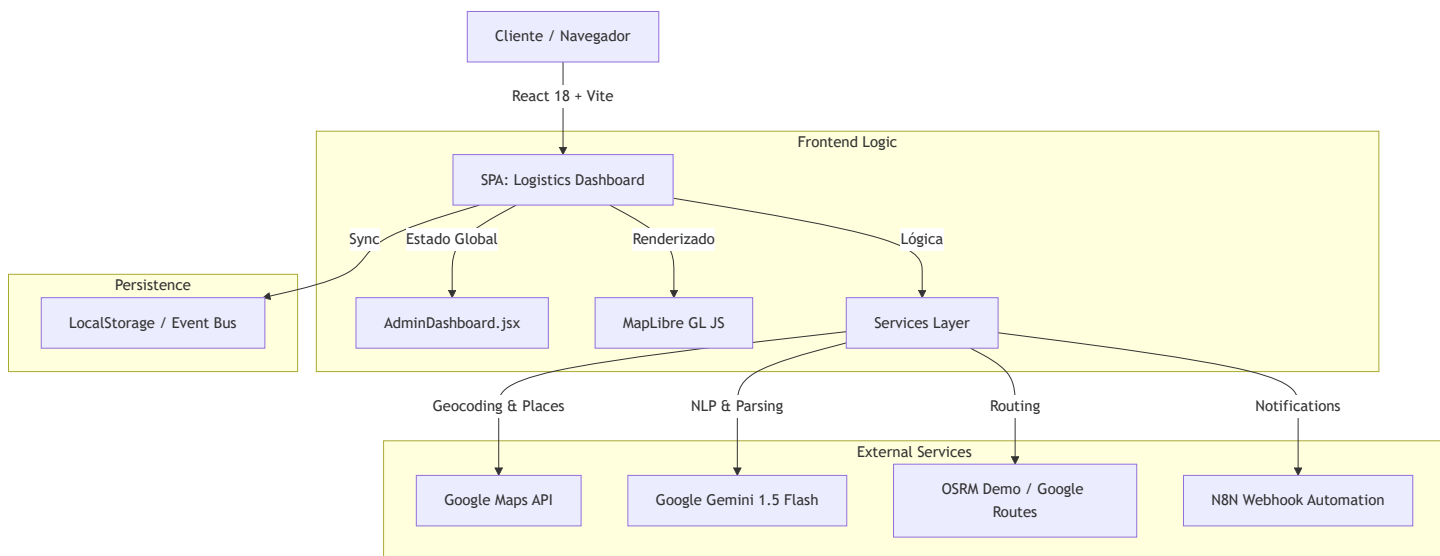 Cliente / Navegador
React 18 + Vite
Frontend Logic
SPA: Logistics Dashboard
Sync
Estado Global
Renderizado
Lógica
Persistence
LocalStorage / Event Bus
AdminDashboard.jsx
MapLibre GL JS
Services Layer
Geocoding & Places
NLP & Parsing
Routing
Notifications
External Services
Google Maps API
Google Gemini 1.5 Flash
OSRM Demo / Google
Routes
N8N Webhook Automation